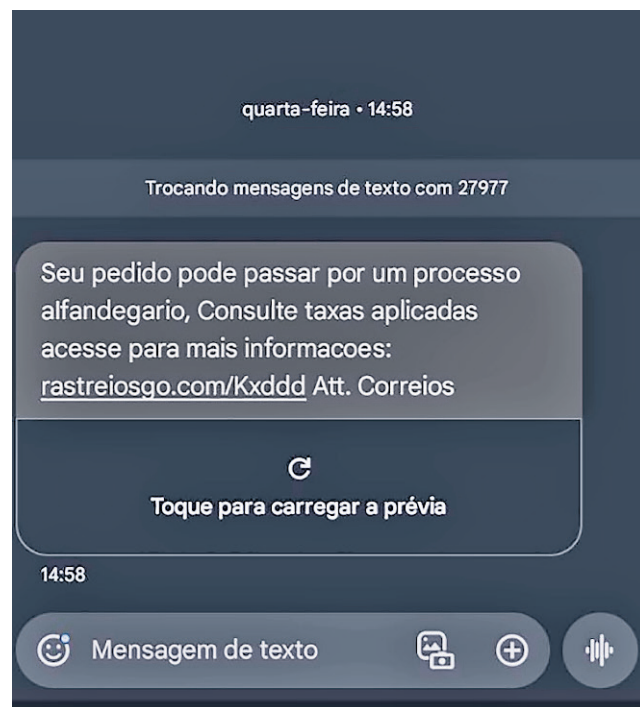 quarta-feira • 14:58
Trocando mensagens de texto com 27977
Seu pedido pode passar por um processo
alfandegario, Consulte taxas aplicadas
acesse para mais informacoes:
rastreiosgo.com/Kxddd Att. Correios
Toque para carregar a prévia
14:58
Mensagem de texto